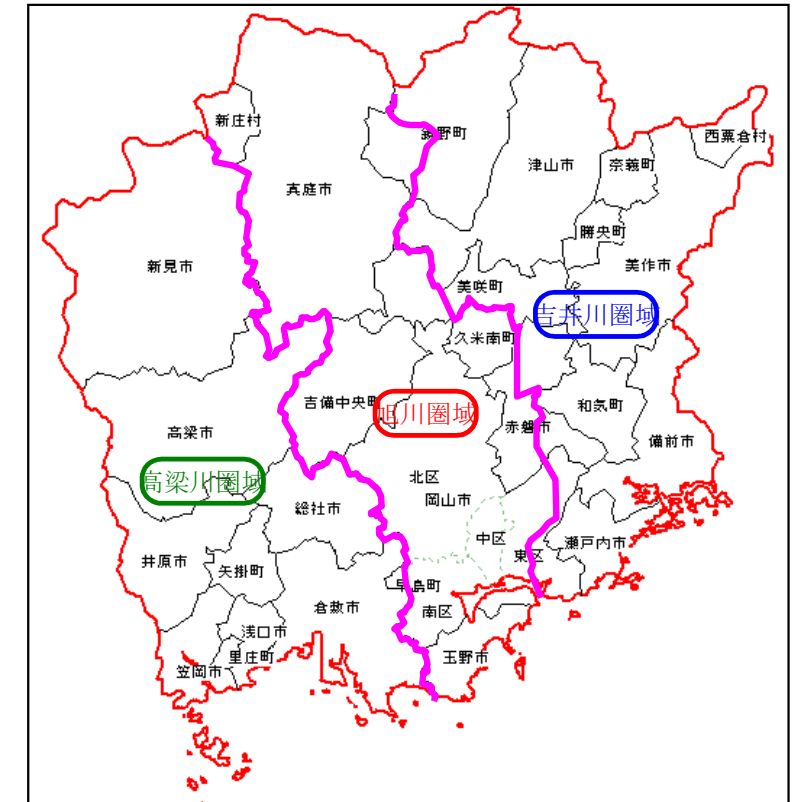 新庄村
鏡野町
西粟倉村
津山市
奈義町
真庭市
勝央町
新見市
美作市
美咲町
吉井川圏域
久米南町
吉備中央町
旭川圏域
和気町
赤磐市
高梁市
備前市
北区
高梁川圏域
岡山市
総社市
中区
瀬戸内市
東区
井原市
矢掛町
早島町
倉敷市
南区
浅口市
里庄町
玉野市
笠岡市